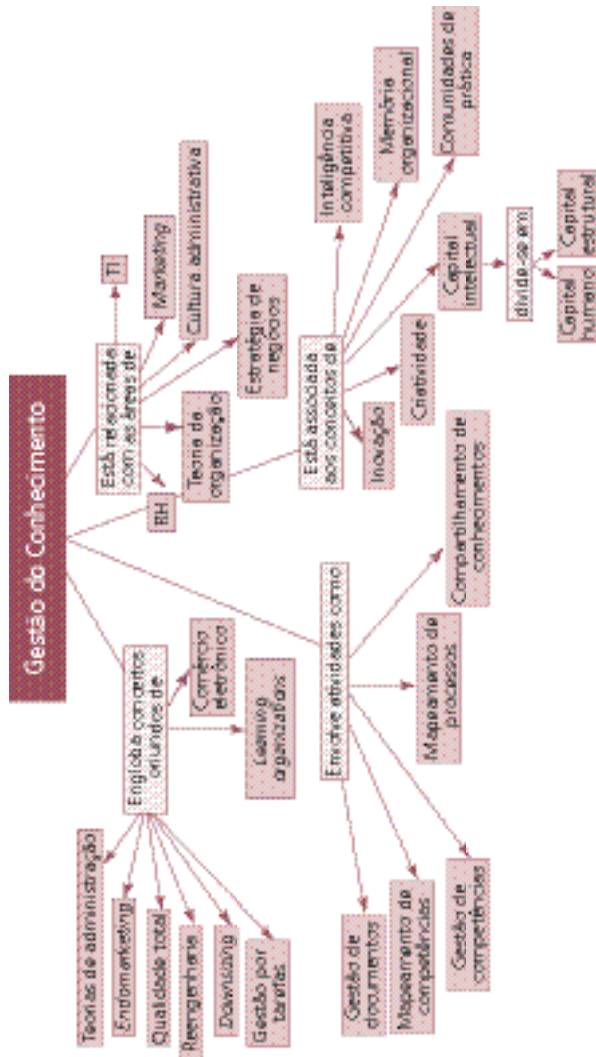 Gestão do Conhecimento
Engloba conceitos
oriundos de
Teorias de administração
Endomarketing
Qualidade total
Reengenharia
Downsizing
Gestão por
tarefas
Learning
organizations
Comércio
eletrônico
Está relacionada
com as áreas de
RH
Teoria da
organização
Estratégia de
negócios
Cultura administrativa
Marketing
TI
Envolve atividades como
Gestão de
documentos
Mapeamento de
competências
Gestão de
competências
Mapeamento de
processos
Compartilhamento de
conhecimentos
Está associada
aos conceitos de
Inovação
Criatividade
Capital
intelectual
divide-se em
Capital
humano
Capital
estrutural
Comunidades de
prática
Memória
organizacional
Inteligência
competitiva